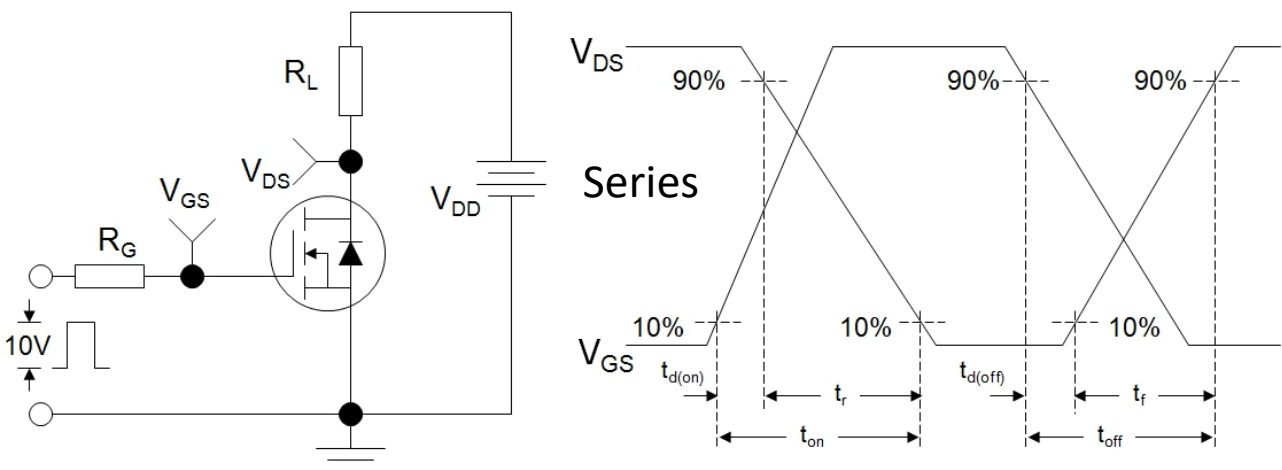 R_L
V_DS
V_GS
R_G
V_DD
10V
Series
V_DS
90%
90%
90%
10%
10%
10%
V_GS
t_d(on)
t_r
t_d(off)
t_f
t_on
t_off